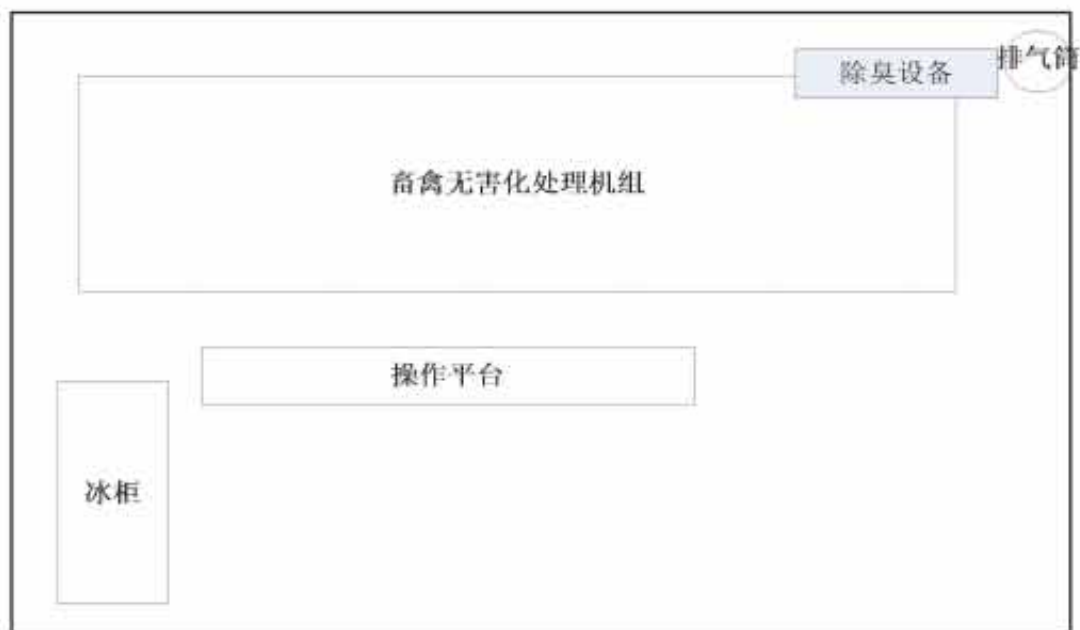 排气筒
除臭设备
畜禽无害化处理机组
操作平台
冰柜